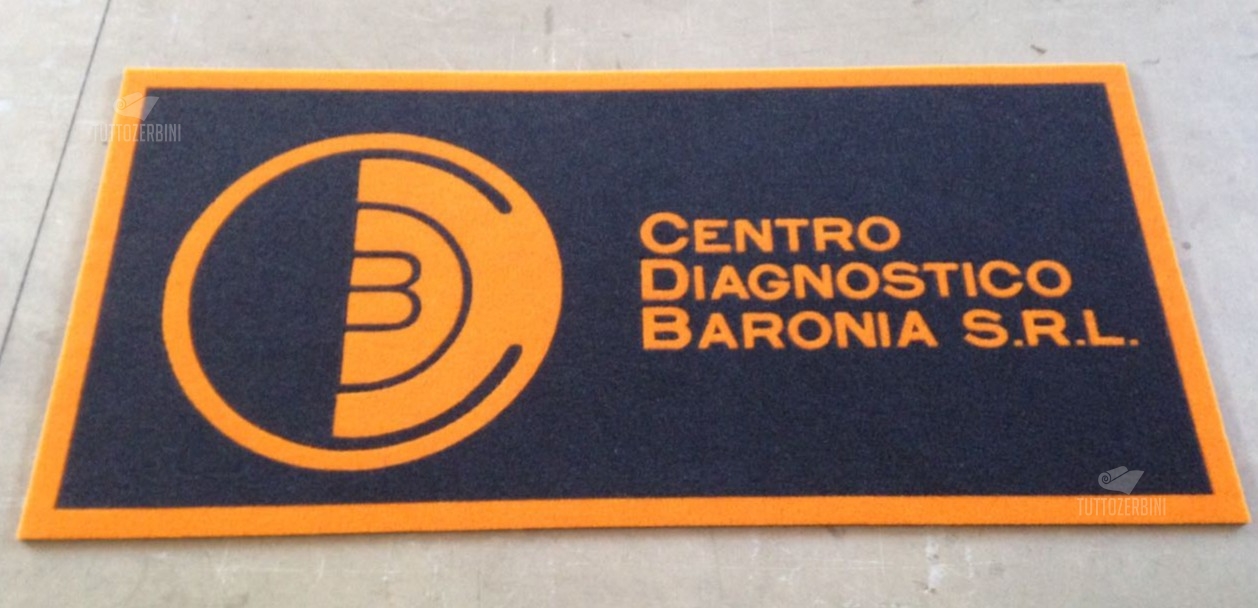 TUTTOZERBINI
CENTRO
DIAGNOSTICO
BARONIA S.R.L.
B
TUTTOZERBINI